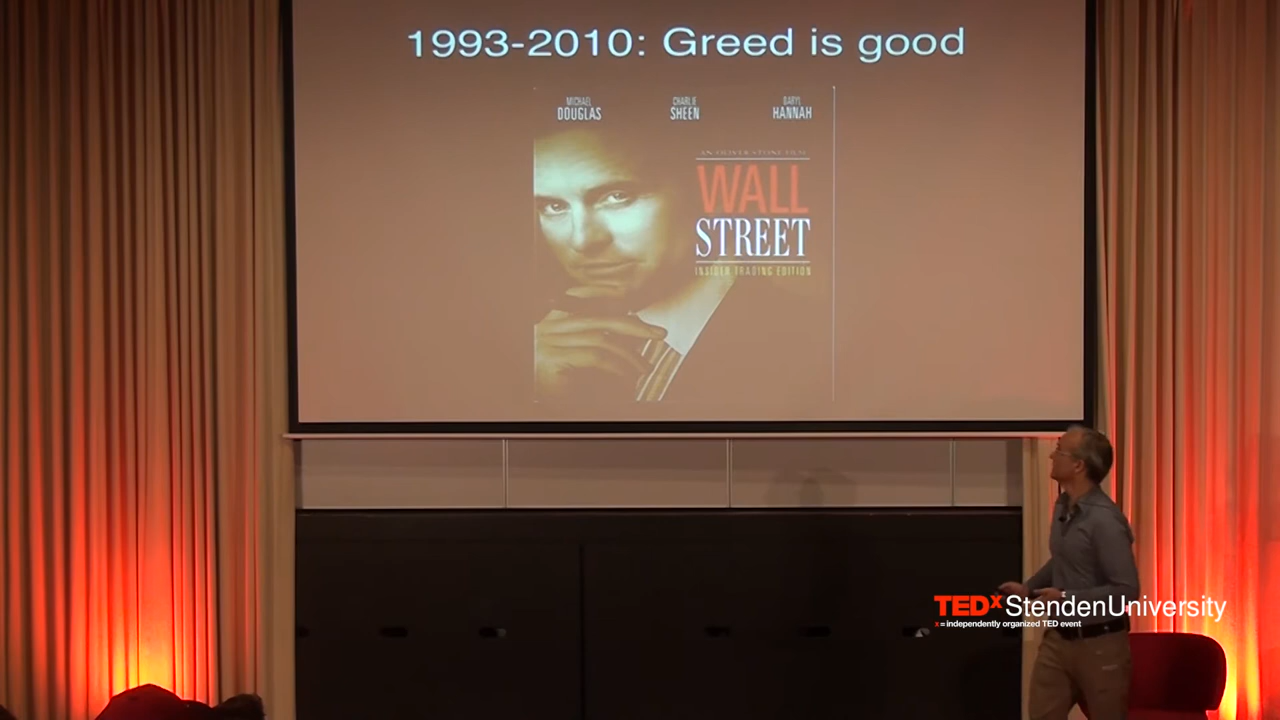 1993-2010: Greed is good
MICHAEL DOUGLAS
CHARLIE SHEEN
DARYL HANNAH
AN OLIVER STONE FILM
WALL
STREET
INSIDER TRADING EDITION
TEDx StendenUniversity
x = independently organized TED event